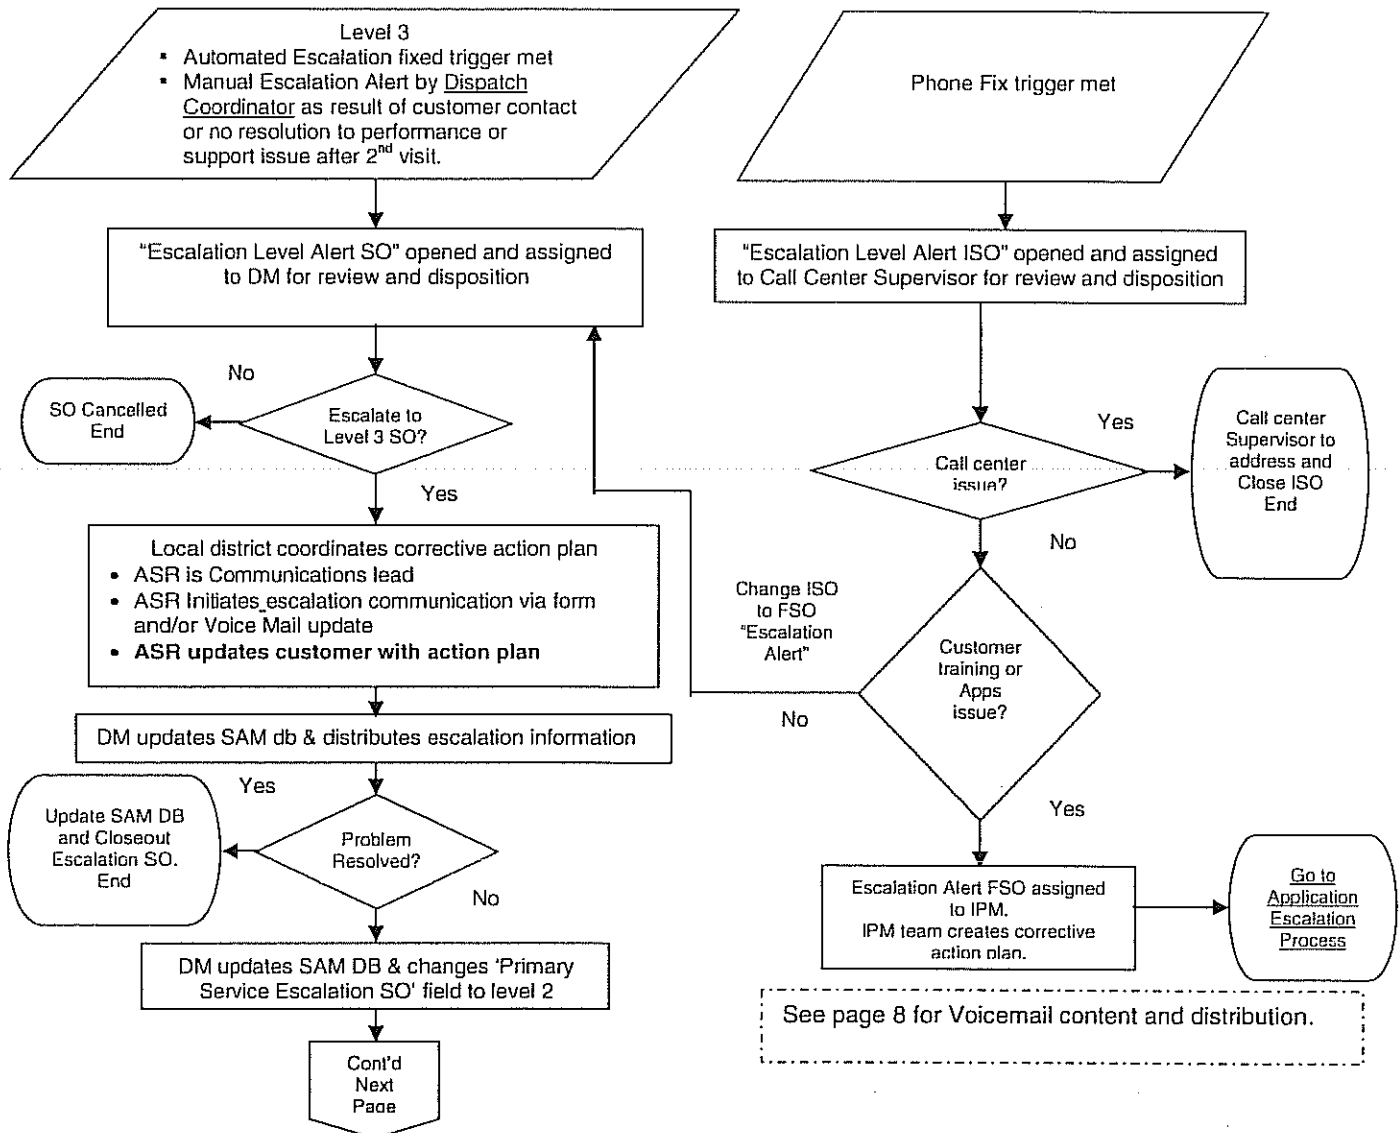 Level 3
▪ Automated Escalation fixed trigger met
▪ Manual Escalation Alert by Dispatch
Coordinator as result of customer contact
or no resolution to performance or
support issue after 2nd visit.
Phone Fix trigger met
"Escalation Level Alert SO" opened and assigned
to DM for review and disposition
"Escalation Level Alert ISO" opened and assigned
to Call Center Supervisor for review and disposition
No
SO Cancelled
End
Escalate to
Level 3 SO?
Yes
Call center
issue?
Yes
Call center
Supervisor to
address and
Close ISO
End
No
Local district coordinates corrective action plan
• ASR is Communications lead
• ASR Initiates escalation communication via form
and/or Voice Mail update
• ASR updates customer with action plan
Change ISO
to FSO
"Escalation
Alert"
No
Customer
training or
Apps
issue?
Yes
DM updates SAM db & distributes escalation information
Yes
Update SAM DB
and Closeout
Escalation SO.
End
Problem
Resolved?
No
Escalation Alert FSO assigned
to IPM.
IPM team creates corrective
action plan.
Go to
Application
Escalation
Process
DM updates SAM DB & changes 'Primary
Service Escalation SO' field to level 2
See page 8 for Voicemail content and distribution.
Cont'd
Next
Page